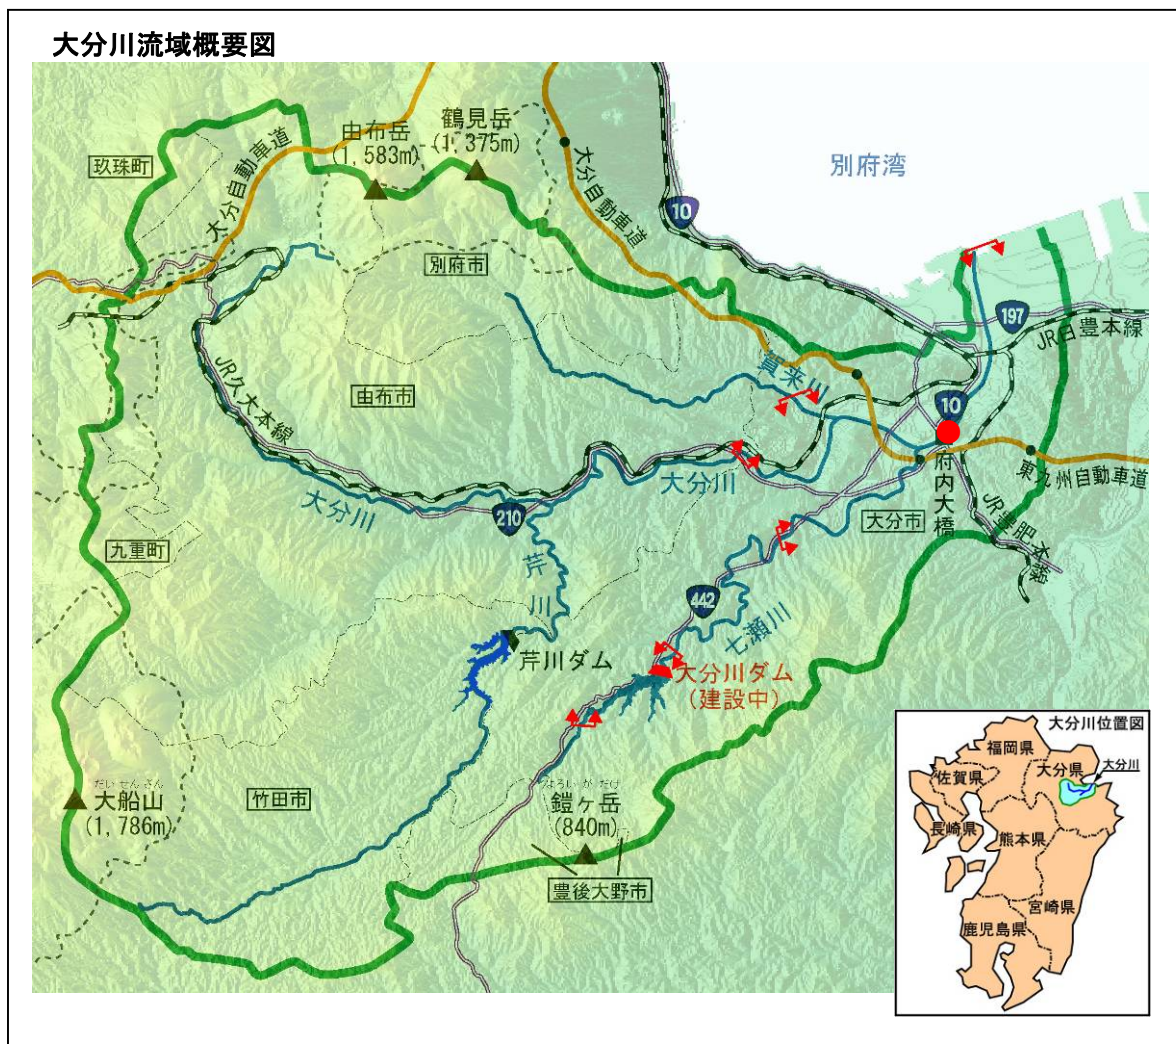 大分川流域概要図
鶴見岳
(1,375m)
由布岳
(1,583m)
玖珠町
大分自動車道
大分自動車道
別府湾
10
別府市
197
JR日豊本線
賀来川
JR久大本線
由布市
10
府内大橋
東九州自動車道
大分川
大分川
210
大分市
JR豊肥本線
九重町
芹川
442
七瀬川
芹川ダム
大分川ダム
(建設中)
だいせんさん
大船山
(1,786m)
竹田市
よろいがだけ
鎧ヶ岳
(840m)
豊後大野市
大分川位置図
福岡県
大分県
大分川
佐賀県
長崎県
熊本県
宮崎県
鹿児島県